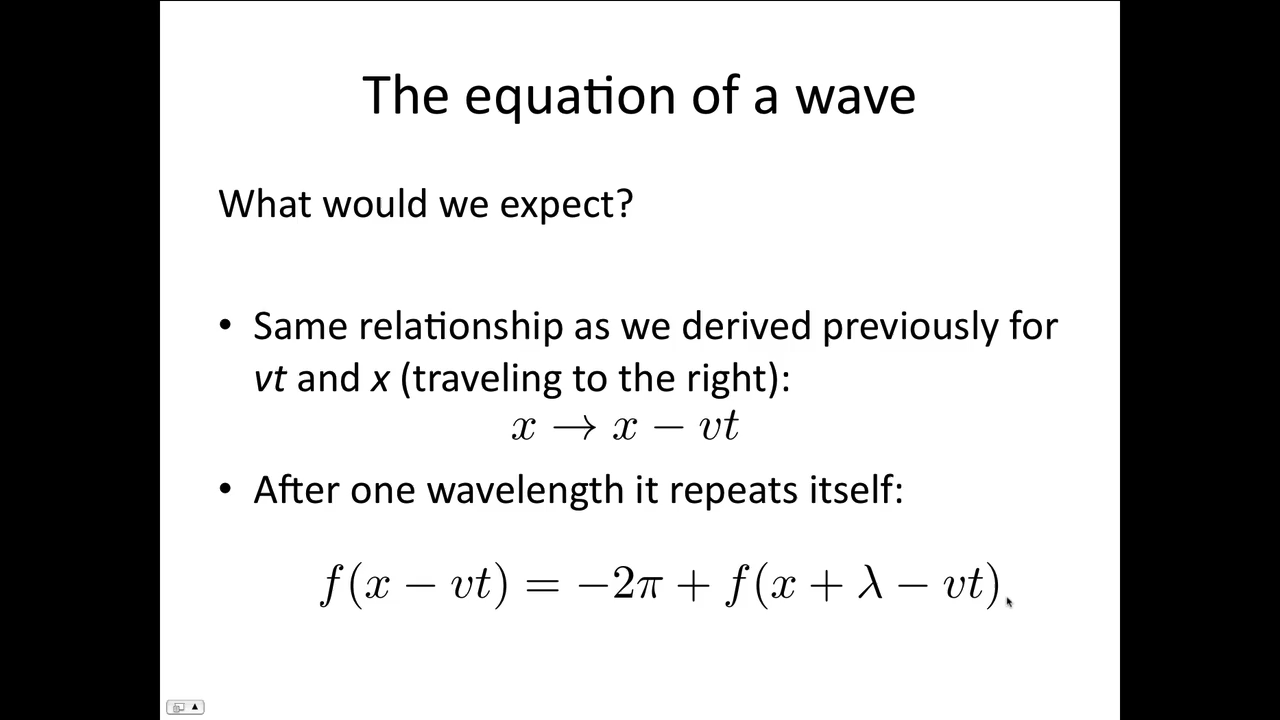 The equation of a wave
What would we expect?
• Same relationship as we derived previously for
vt and x (traveling to the right):
x → x − vt
• After one wavelength it repeats itself:
f(x − vt) = −2π + f(x + λ − vt)